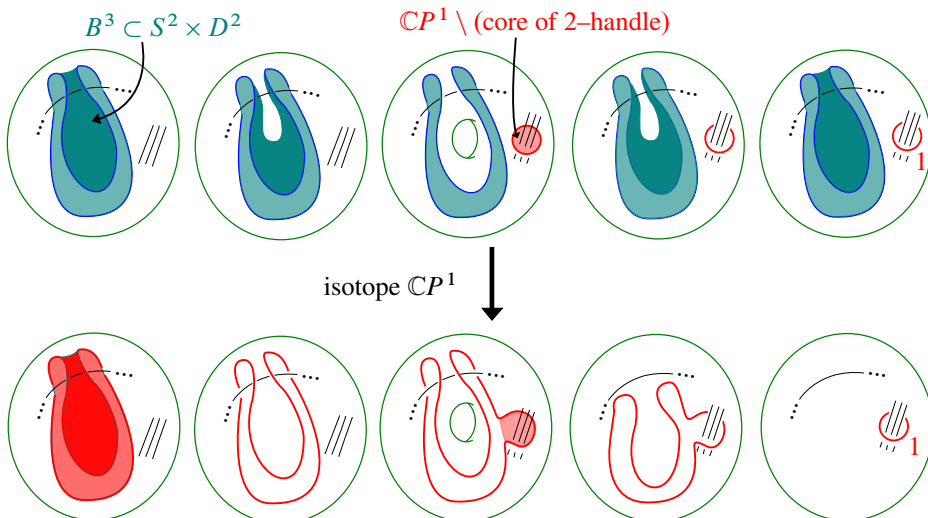 B³ ⊂ S² × D²
ℂP¹ \ (core of 2–handle)
1
isotope ℂP¹
1